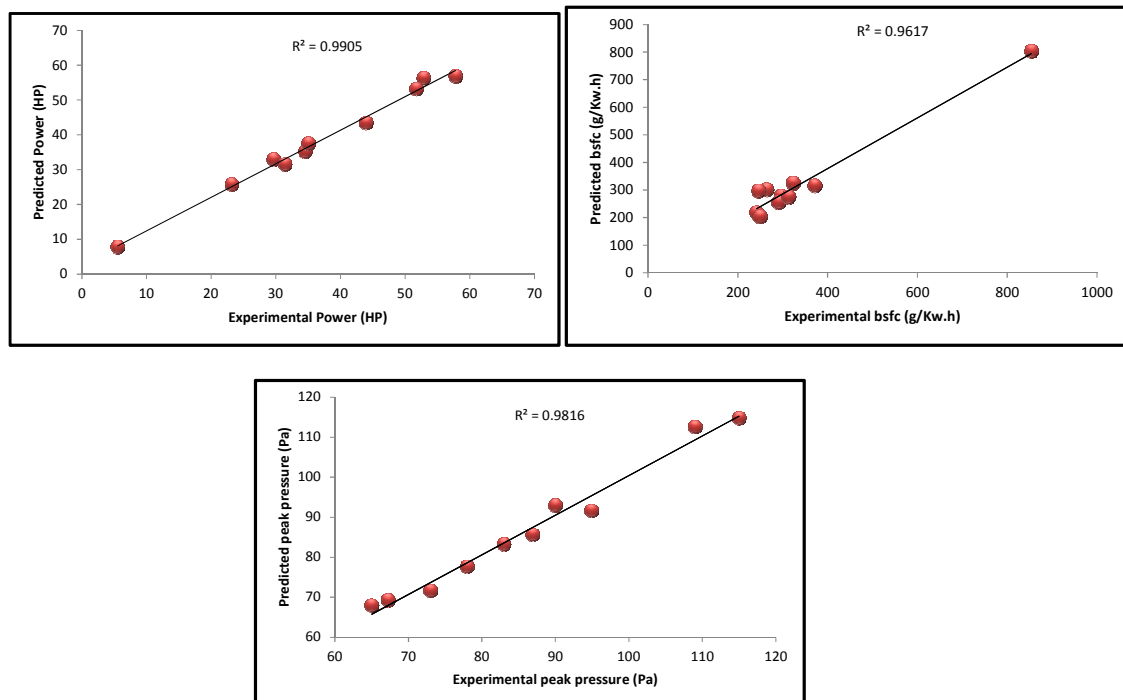 R² = 0.9905
70
60
50
40
30
20
10
0
Predicted Power (HP)
0 10 20 30 40 50 60 70
Experimental Power (HP)
R² = 0.9617
900
800
700
600
500
400
300
200
100
0
Predicted bsfc (g/Kw.h)
0 200 400 600 800 1000
Experimental bsfc (g/Kw.h)
R² = 0.9816
120
110
100
90
80
70
60
Predicted peak pressure (Pa)
60 70 80 90 100 110 120
Experimental peak pressure (Pa)